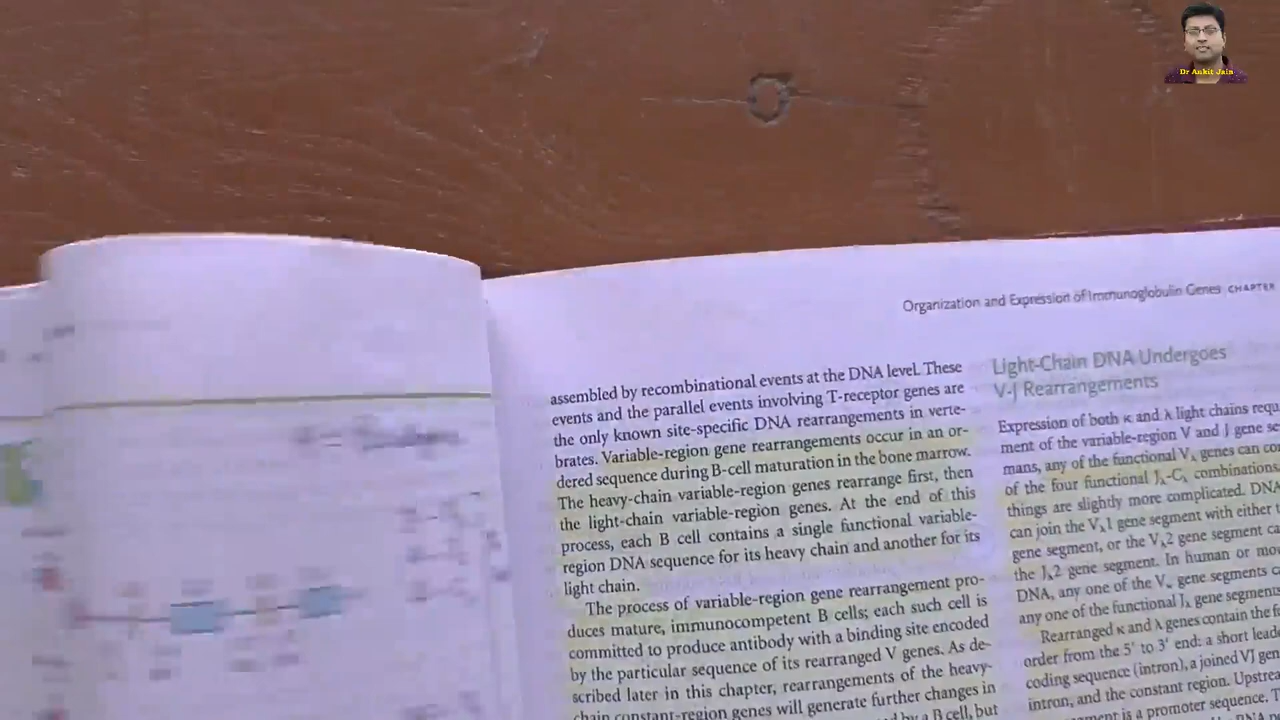 Dr Ankit Jain
Organization and Expression of Immunoglobulin Genes CHAPTER
assembled by recombinational events at the DNA level. These
events and the parallel events involving T-receptor genes are
the only known site-specific DNA rearrangements in verte-
brates. Variable-region gene rearrangements occur in an or-
dered sequence during B-cell maturation in the bone marrow.
The heavy-chain variable-region genes rearrange first, then
the light-chain variable-region genes. At the end of this
process, each B cell contains a single functional variable-
region DNA sequence for its heavy chain and another for its
light chain.
The process of variable-region gene rearrangement pro-
duces mature, immunocompetent B cells; each such cell is
committed to produce antibody with a binding site encoded
by the particular sequence of its rearranged V genes. As de-
scribed later in this chapter, rearrangements of the heavy-
chain constant-region genes will generate further changes in
by a B cell, but
Light-Chain DNA Undergoes
V-J Rearrangements
Expression of both κ and λ light chains requ
ment of the variable-region V and J gene se
mans, any of the functional Vλ genes can co
of the four functional Jλ-Cλ combinations.
things are slightly more complicated. DNA
can join the Vλ1 gene segment with either t
gene segment, or the Vλ2 gene segment ca
the Jλ2 gene segment. In human or mo
DNA, any one of the Vκ gene segments c
any one of the functional Jκ gene segments
Rearranged κ and λ genes contain the f
order from the 5′ to 3′ end: a short lead
coding sequence (intron), a joined VJ gen
intron, and the constant region. Upstrea
is a promoter sequence. T